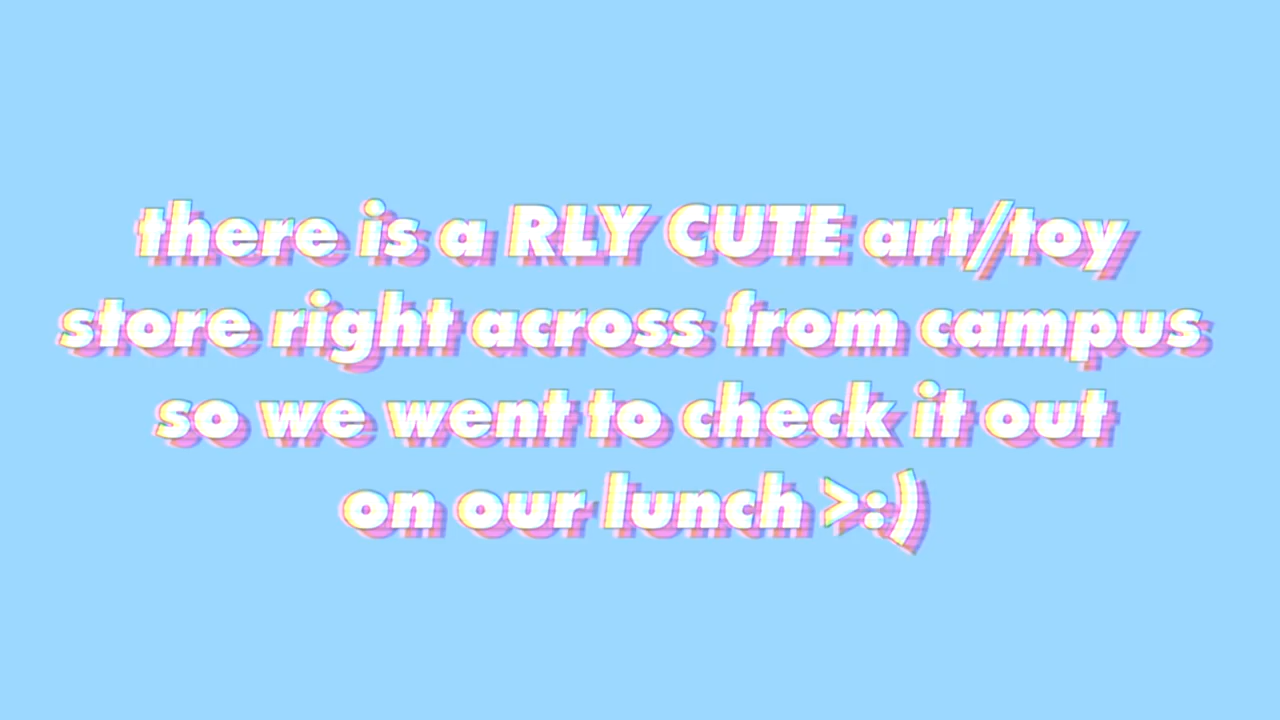 there is a RLY CUTE art/toy
store right across from campus
so we went to check it out
on our lunch >:)